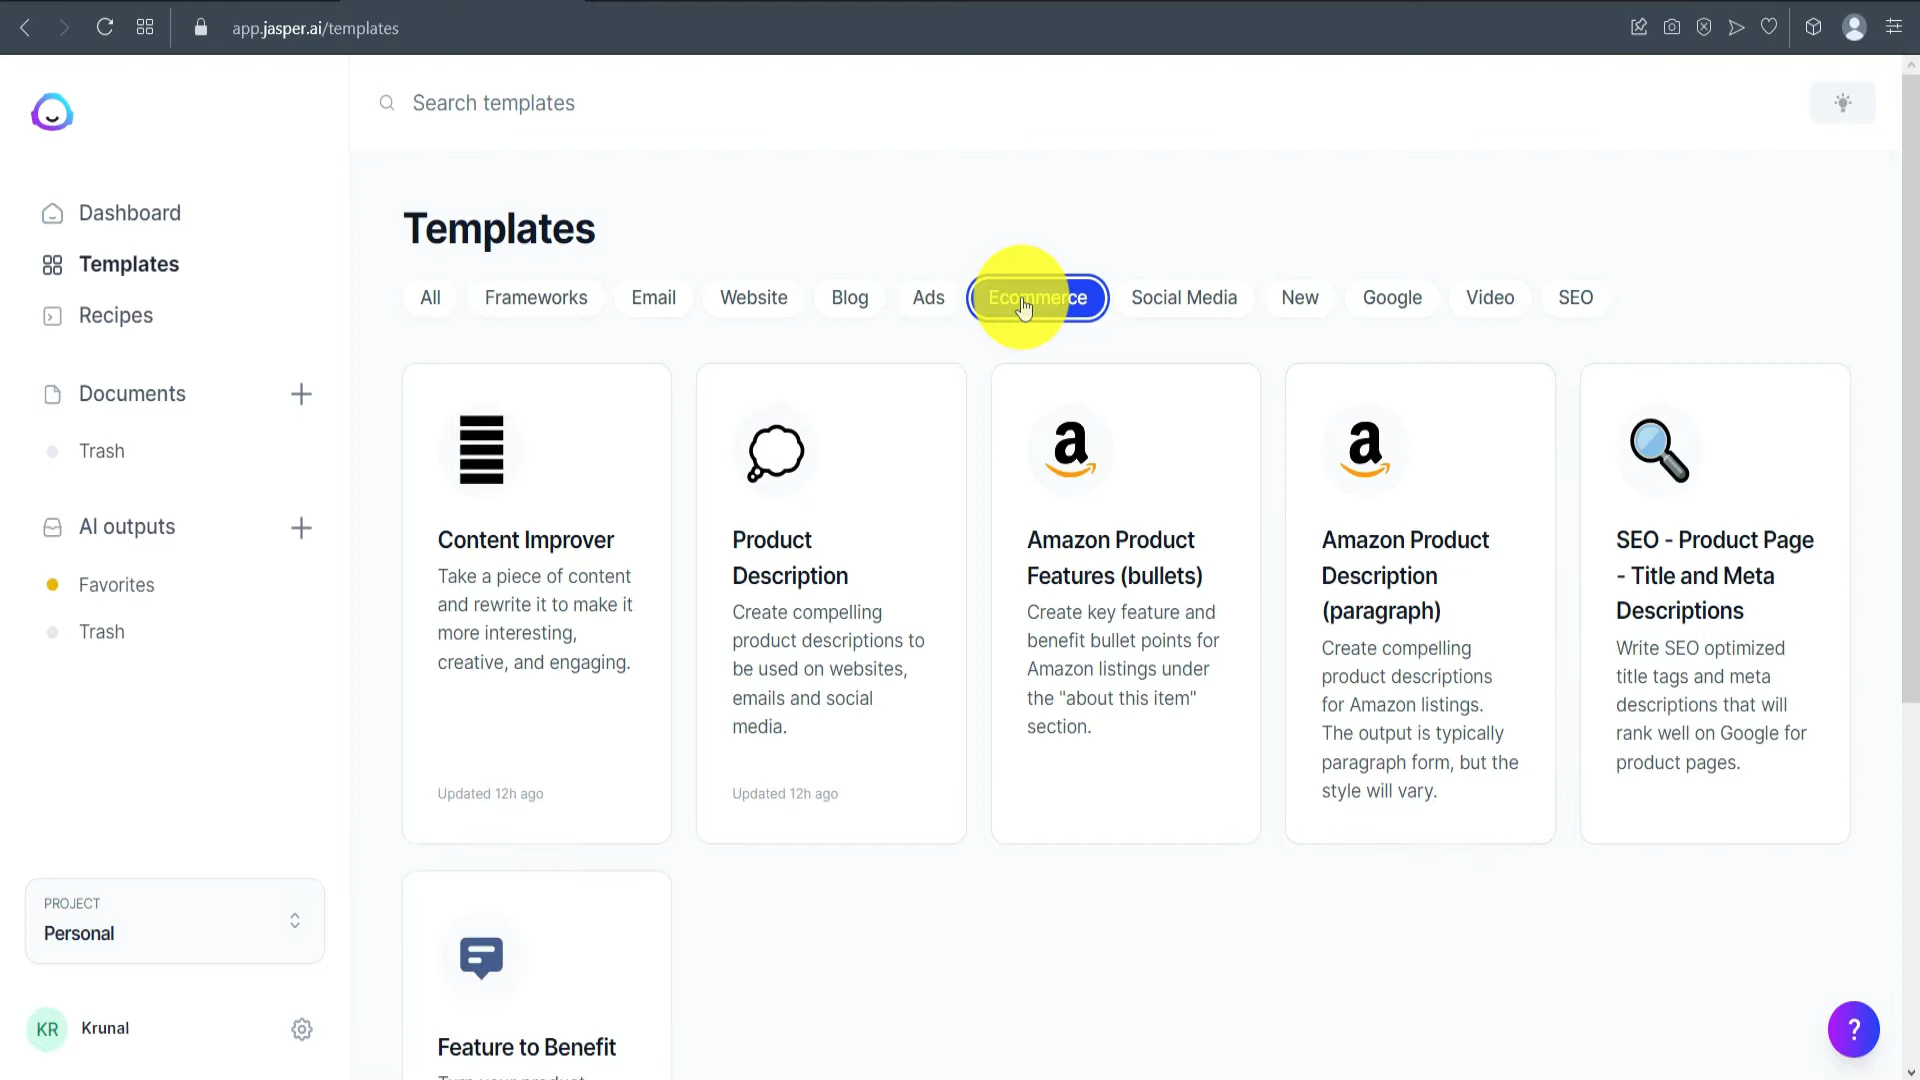 app.jasper.ai/templates
Search templates
Dashboard
Templates
Recipes
Documents
Trash
AI outputs
Favorites
Trash
PROJECT
Personal
KR
Krunal
Templates
All
Frameworks
Email
Website
Blog
Ads
Ecommerce
Social Media
New
Google
Video
SEO
Content Improver
Take a piece of content
and rewrite it to make it
more interesting,
creative, and engaging.
Updated 12h ago
Product
Description
Create compelling
product descriptions to
be used on websites,
emails and social
media.
Updated 12h ago
a
Amazon Product
Features (bullets)
Create key feature and
benefit bullet points for
Amazon listings under
the "about this item"
section.
a
Amazon Product
Description
(paragraph)
Create compelling
product descriptions
for Amazon listings.
The output is typically
paragraph form, but the
style will vary.
SEO - Product Page
- Title and Meta
Descriptions
Write SEO optimized
title tags and meta
descriptions that will
rank well on Google for
product pages.
Feature to Benefit
Turn your product
?